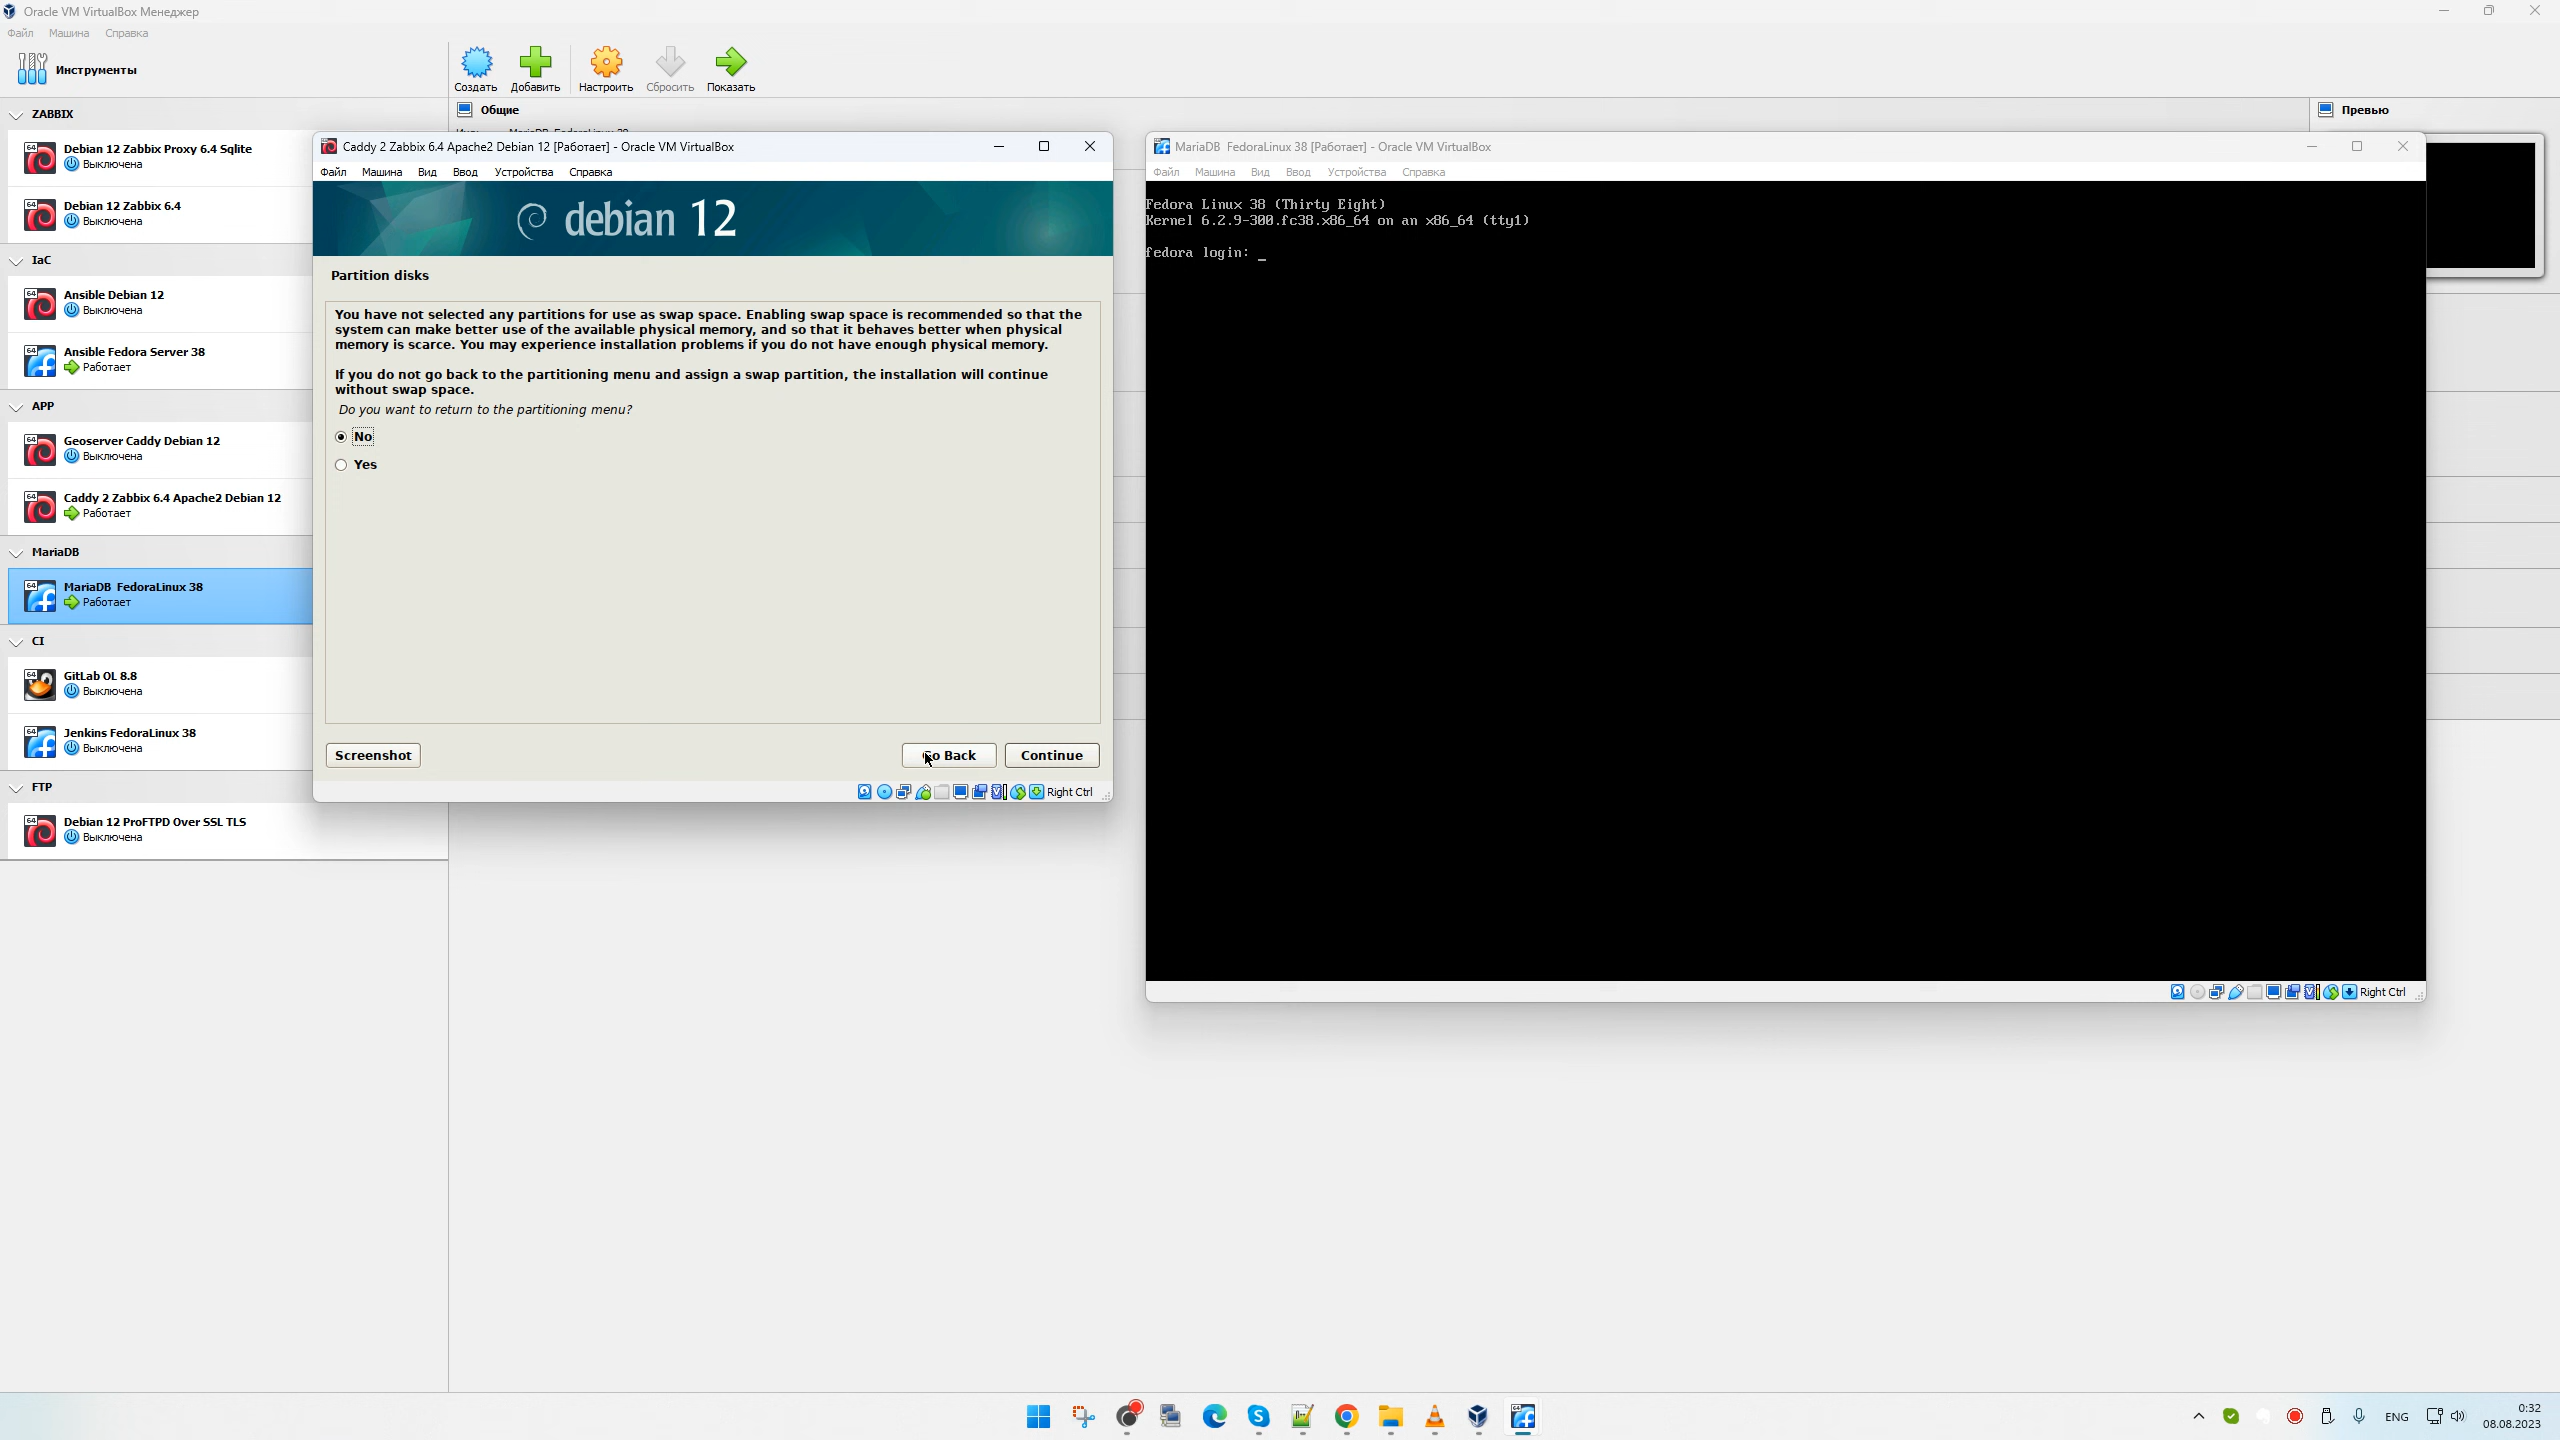 Oracle VM VirtualBox Менеджер
Файл Машина Справка
Инструменты
Создать Добавить Настроить Сбросить Показать
ZABBIX
Debian 12 Zabbix Proxy 6.4 Sqlite
Выключена
Debian 12 Zabbix 6.4
Выключена
IaC
Ansible Debian 12
Выключена
Ansible Fedora Server 38
Работает
APP
Geoserver Caddy Debian 12
Выключена
Caddy 2 Zabbix 6.4 Apache2 Debian 12
Работает
MariaDB
MariaDB FedoraLinux 38
Работает
CI
GitLab OL 8.8
Выключена
Jenkins FedoraLinux 38
Выключена
FTP
Debian 12 ProFTPD Over SSL TLS
Выключена
Общие
Превью
Caddy 2 Zabbix 6.4 Apache2 Debian 12 [Работает] - Oracle VM VirtualBox
Файл Машина Вид Ввод Устройства Справка
debian 12
Partition disks
You have not selected any partitions for use as swap space. Enabling swap space is recommended so that the
system can make better use of the available physical memory, and so that it behaves better when physical
memory is scarce. You may experience installation problems if you do not have enough physical memory.
If you do not go back to the partitioning menu and assign a swap partition, the installation will continue
without swap space.
Do you want to return to the partitioning menu?
No
Yes
Screenshot Go Back Continue
Right Ctrl
MariaDB FedoraLinux 38 [Работает] - Oracle VM VirtualBox
Файл Машина Вид Ввод Устройства Справка
Fedora Linux 38 (Thirty Eight)
Kernel 6.2.9-300.fc38.x86_64 on an x86_64 (tty1)
fedora login: _
Right Ctrl
ENG
0:32
08.08.2023